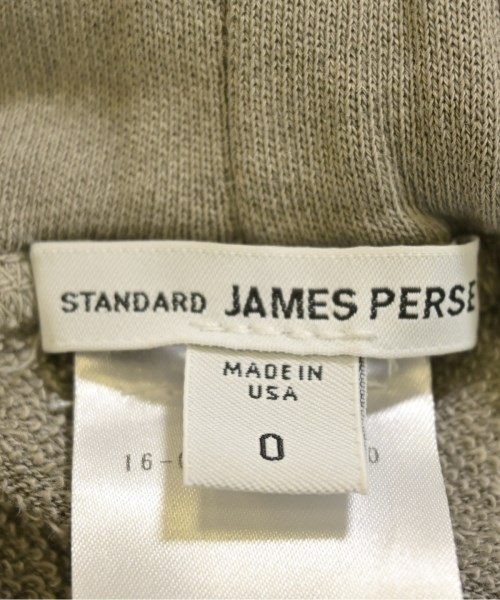 STANDARD JAMES PERSE
MADE IN
USA
0
16-